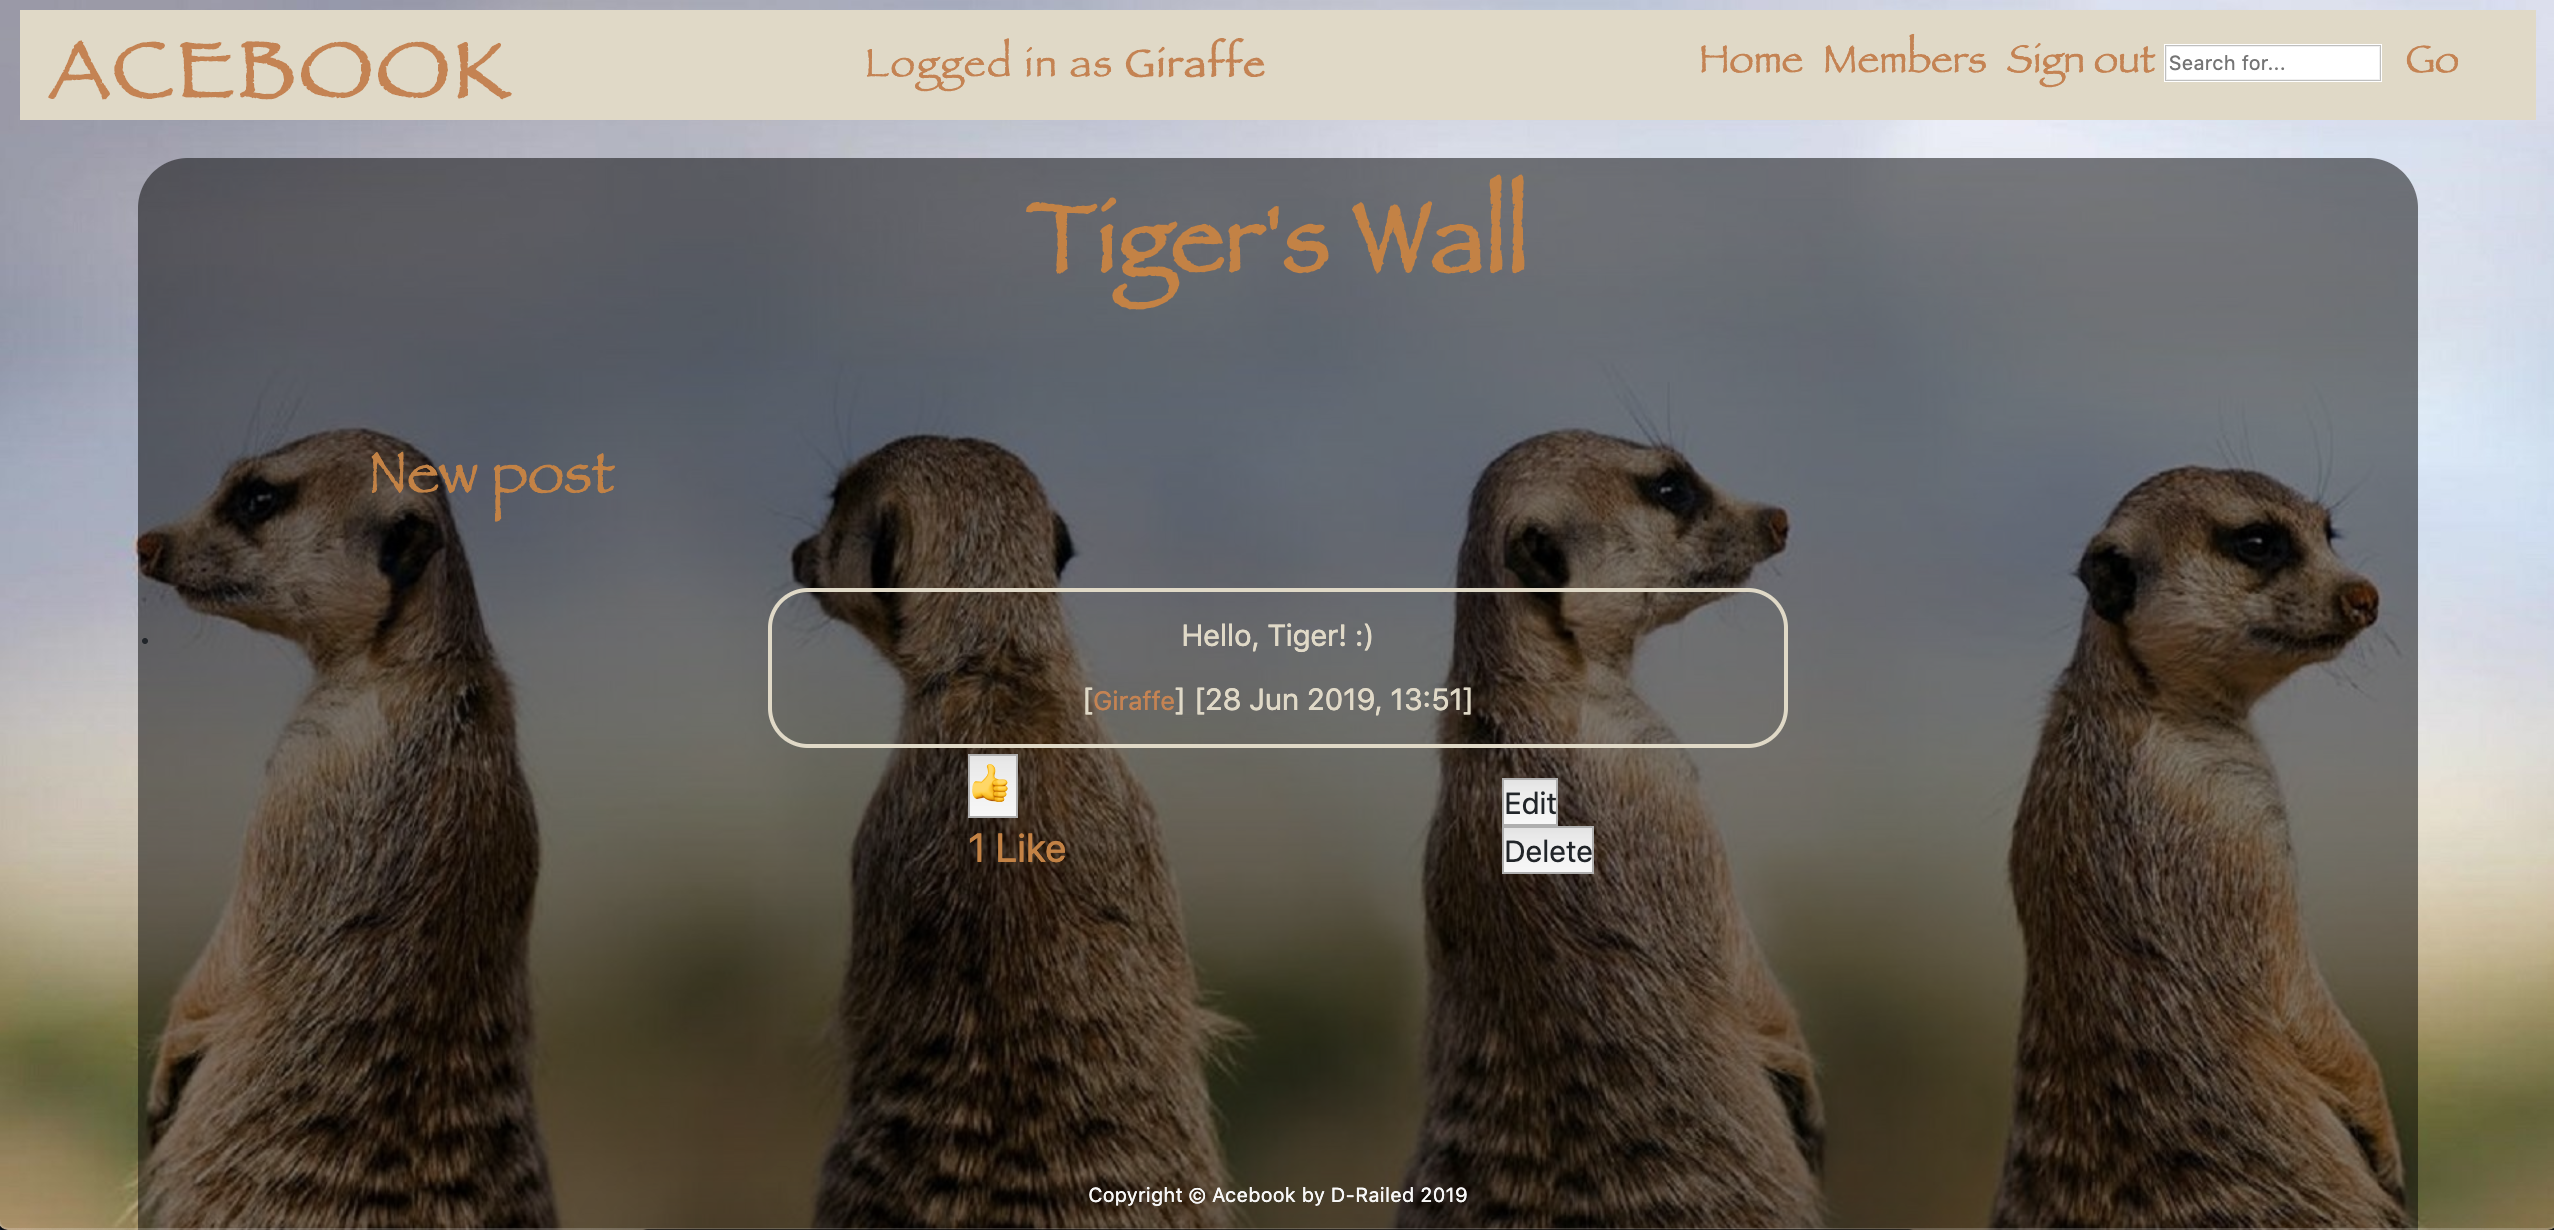 ACEBOOK
Logged in as Giraffe
Home Members Sign out Search for... Go
Tiger's Wall
New post
Hello, Tiger! :)
[Giraffe] [28 Jun 2019, 13:51]
1 Like
Edit
Delete
Copyright © Acebook by D-Railed 2019